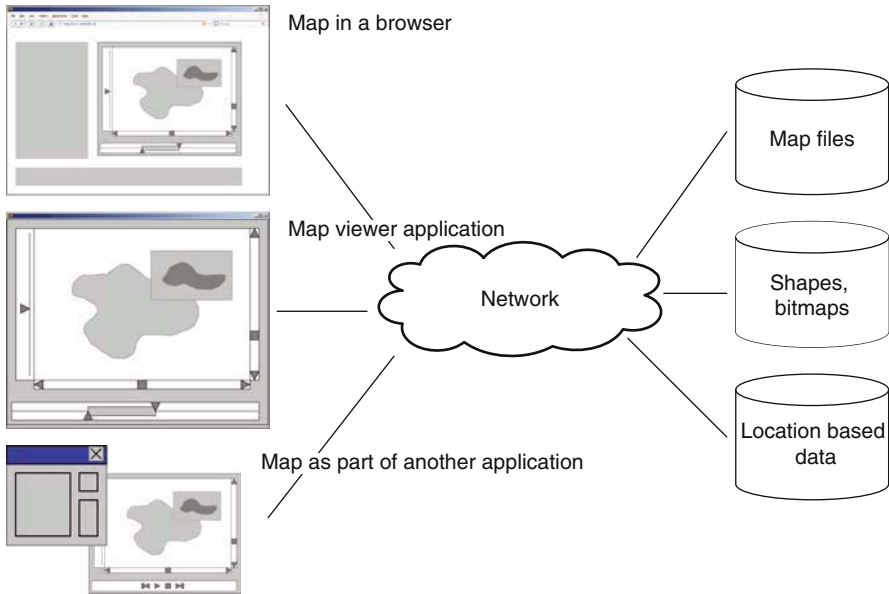 Map in a browser
Map files
Map viewer application
Network
Shapes,
bitmaps
Map as part of another application
Location based
data